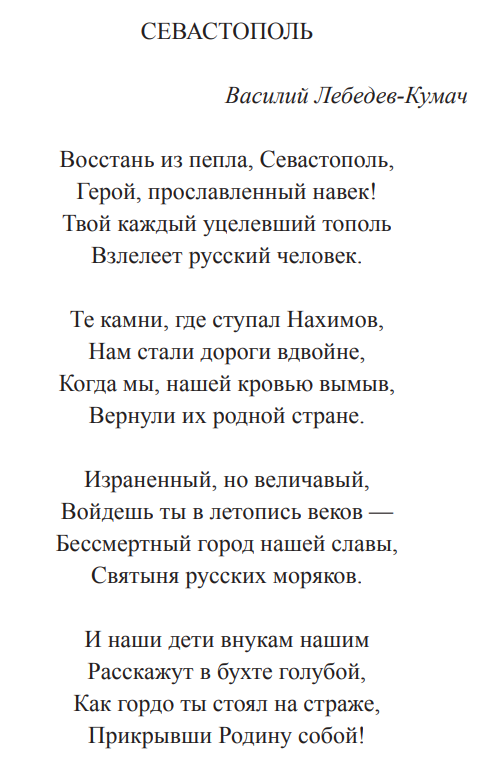 СЕВАСТОПОЛЬ
Василий Лебедев-Кумач
Восстань из пепла, Севастополь,
Герой, прославленный навек!
Твой каждый уцелевший тополь
Взлелеет русский человек.
Те камни, где ступал Нахимов,
Нам стали дороги вдвойне,
Когда мы, нашей кровью вымыв,
Вернули их родной стране.
Израненный, но величавый,
Войдешь ты в летопись веков —
Бессмертный город нашей славы,
Святыня русских моряков.
И наши дети внукам нашим
Расскажут в бухте голубой,
Как гордо ты стоял на страже,
Прикрывши Родину собой!